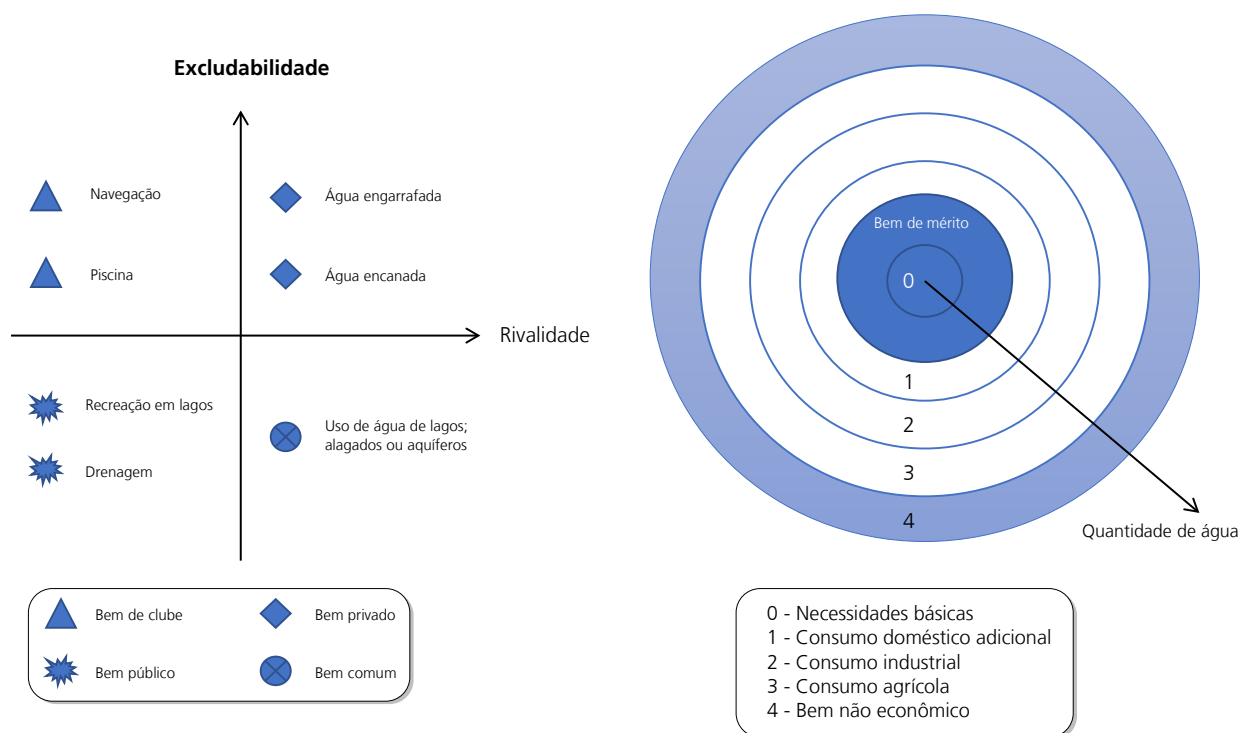 Excludabilidade
Navegação
Água engarrafada
Piscina
Água encanada
Rivalidade
Recreação em lagos
Uso de água de lagos;
alagados ou aquíferos
Drenagem
Bem de clube
Bem privado
Bem público
Bem comum
Bem de mérito
0
1
2
3
4
Quantidade de água
0 - Necessidades básicas
1 - Consumo doméstico adicional
2 - Consumo industrial
3 - Consumo agrícola
4 - Bem não econômico